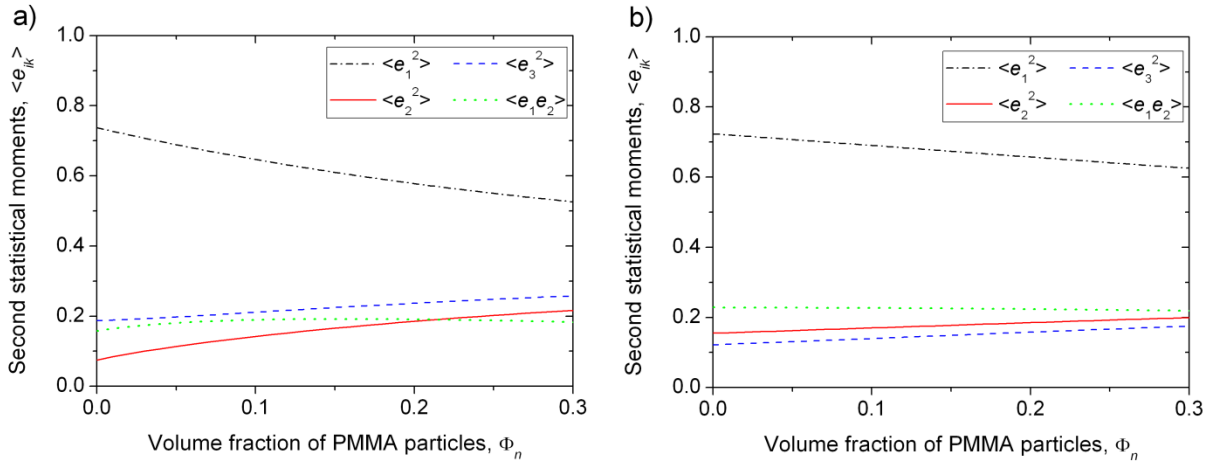 a)
Second statistical moments, <e_ik>
1.0
0.8
0.6
0.4
0.2
0.0
<e_1^2> <e_3^2>
<e_2^2> <e_1e_2>
0.0 0.1 0.2 0.3
Volume fraction of PMMA particles, Φ_n
b)
Second statistical moments, <e_ik>
1.0
0.8
0.6
0.4
0.2
0.0
<e_1^2> <e_3^2>
<e_2^2> <e_1e_2>
0.0 0.1 0.2 0.3
Volume fraction of PMMA particles, Φ_n